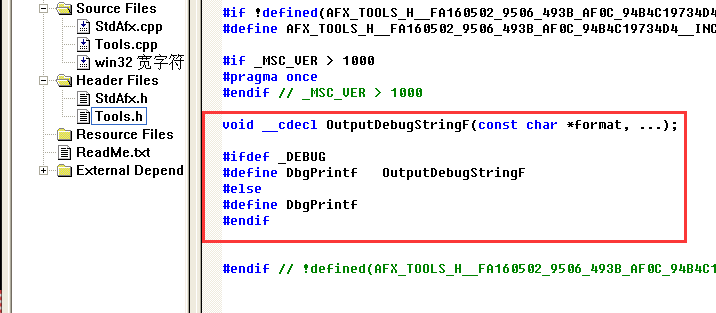 Source Files
StdAfx.cpp
Tools.cpp
win32 宽字符
Header Files
StdAfx.h
Tools.h
Resource Files
ReadMe.txt
External Depend
#if !defined(AFX_TOOLS_H__FA160502_9506_493B_AF0C_94B4C19734D4
#define AFX_TOOLS_H__FA160502_9506_493B_AF0C_94B4C19734D4__INC
#if _MSC_VER > 1000
#pragma once
#endif // _MSC_VER > 1000
void __cdecl OutputDebugStringF(const char *format, ...);
#ifdef _DEBUG
#define DbgPrintf   OutputDebugStringF
#else
#define DbgPrintf
#endif
#endif // !defined(AFX_TOOLS_H__FA160502_9506_493B_AF0C_94B4C1